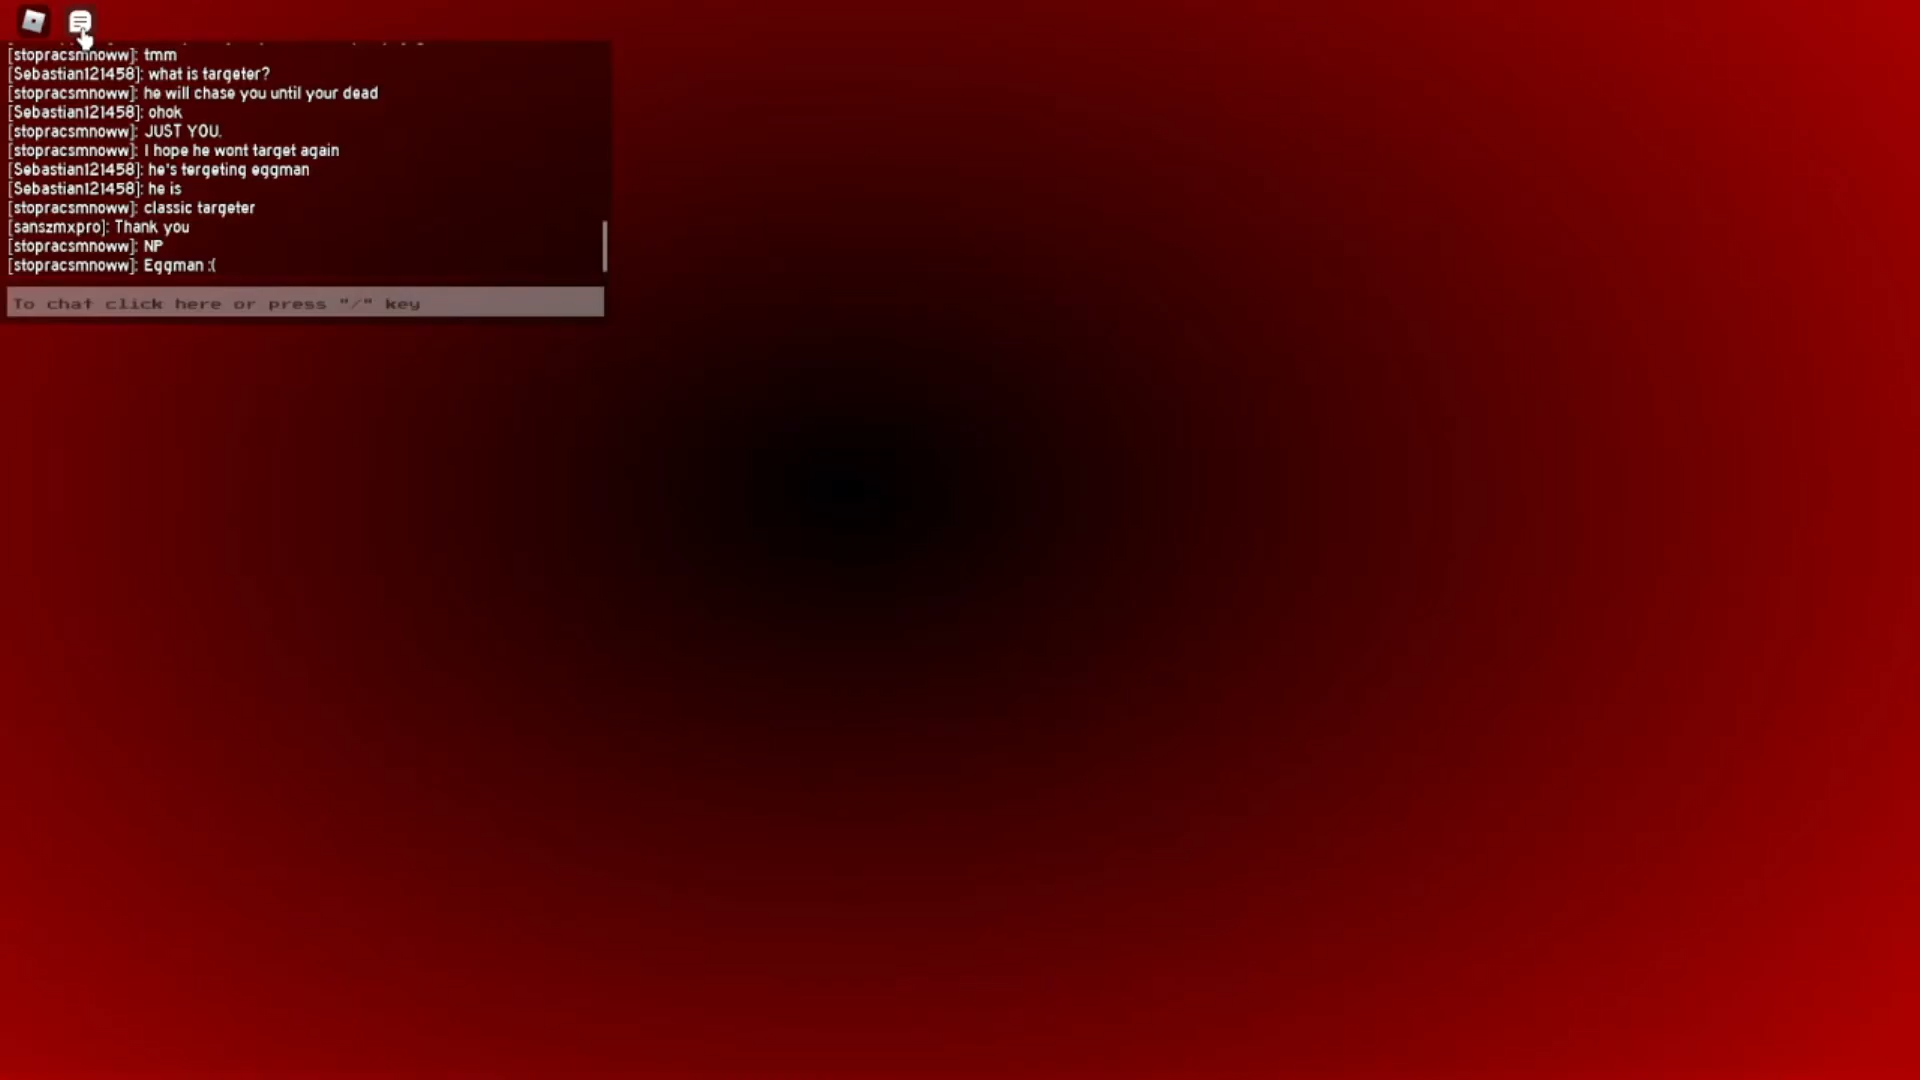 [stopracsmnoww]: tmm
[Sebastian121458]: what is targeter?
[stopracsmnoww]: he will chase you until your dead
[Sebastian121458]: ohok
[stopracsmnoww]: JUST YOU.
[stopracsmnoww]: I hope he wont target again
[Sebastian121458]: he's tergeting eggman
[Sebastian121458]: he is
[stopracsmnoww]: classic targeter
[sanszmxpro]: Thank you
[stopracsmnoww]: NP
[stopracsmnoww]: Eggman :(
To chat click here or press "/" key